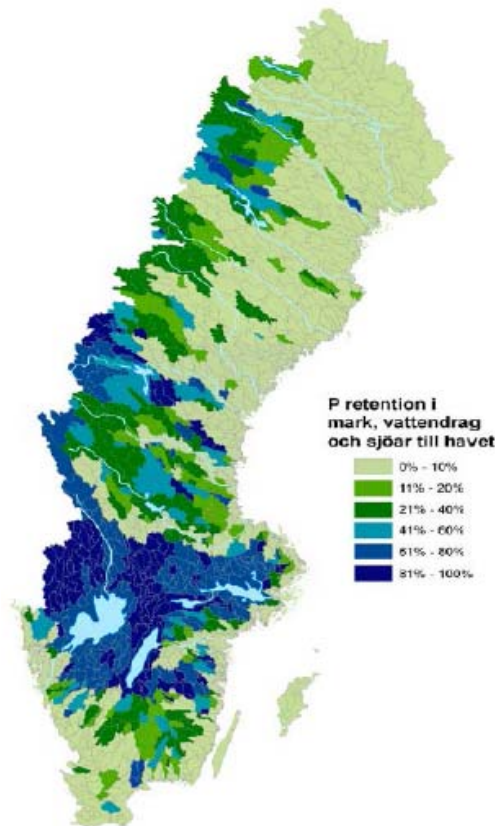 P retention i
mark, vattendrag
och sjöar till havet
0% - 10%
11% - 20%
21% - 40%
41% - 60%
61% - 80%
81% - 100%